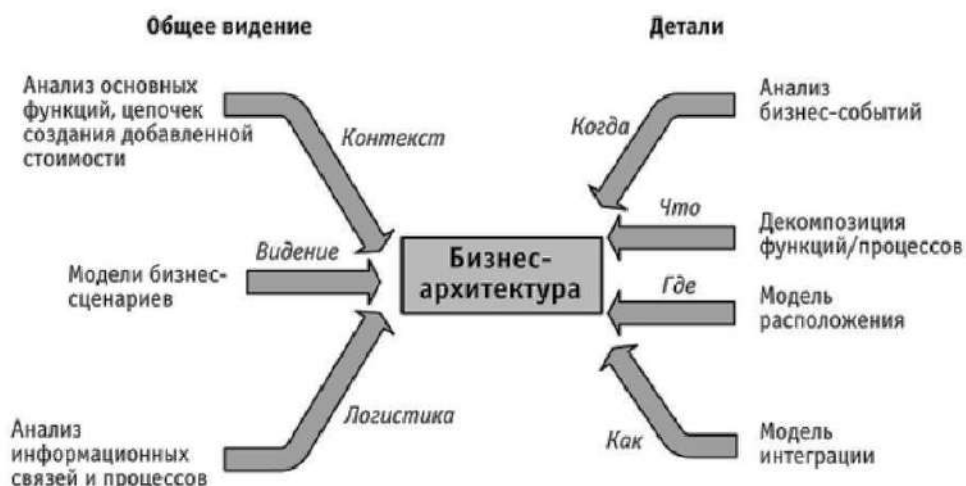 Общее видение
Детали
Анализ основных
функций, цепочек
создания добавленной
стоимости
Контекст
Видение
Модели бизнес-
сценариев
Логистика
Анализ
информационных
связей и процессов
Бизнес-
архитектура
Когда
Анализ
бизнес-событий
Что
Декомпозиция
функций/процессов
Где
Модель
расположения
Как
Модель
интеграции